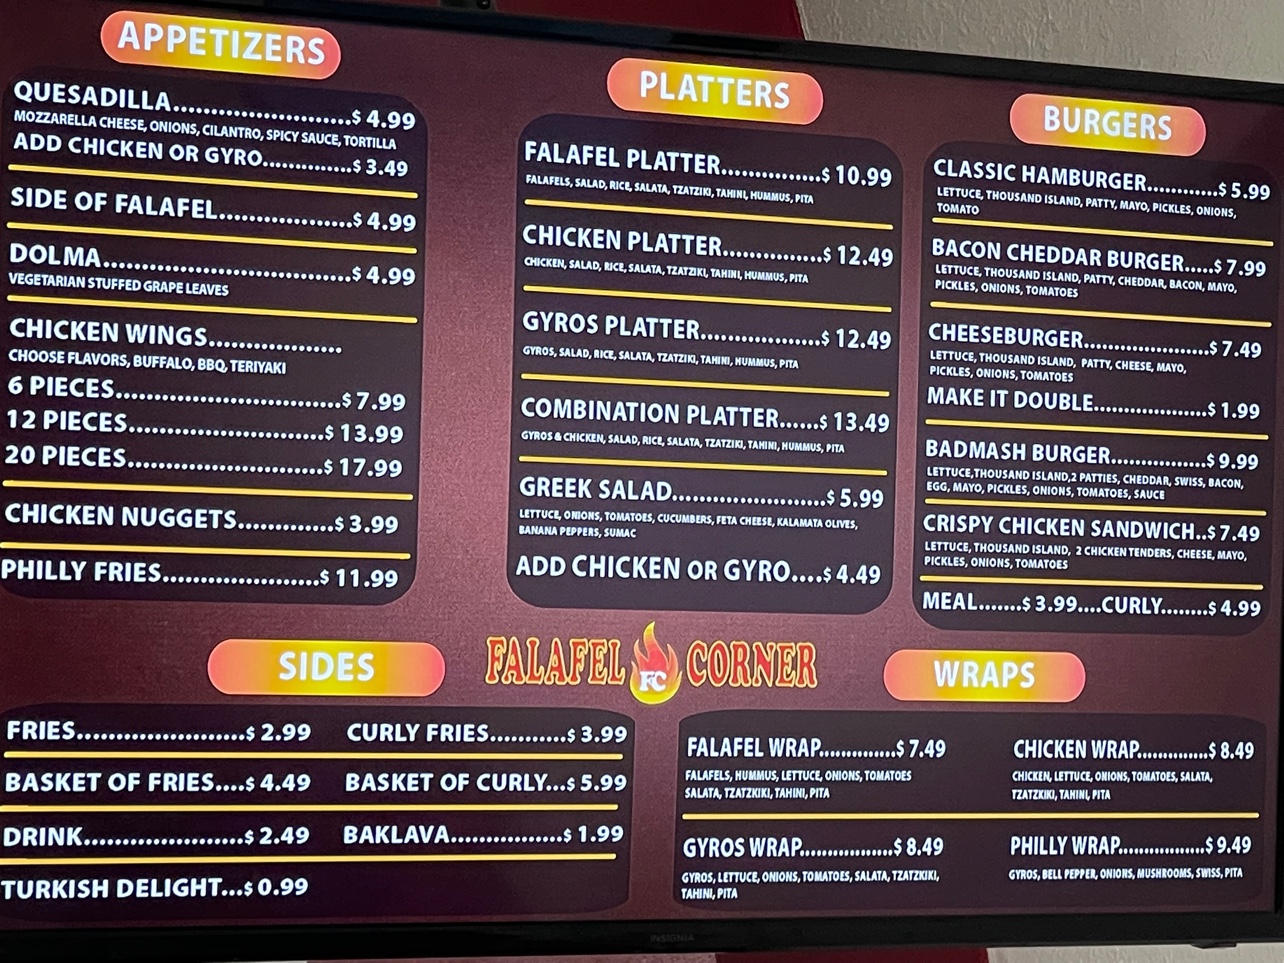 APPETIZERS
QUESADILLA....................$ 4.99
MOZZARELLA CHEESE, ONIONS, CILANTRO, SPICY SAUCE, TORTILLA
ADD CHICKEN OR GYRO............$ 3.49
SIDE OF FALAFEL.................$ 4.99
DOLMA...............................$ 4.99
VEGETARIAN STUFFED GRAPE LEAVES
CHICKEN WINGS.................
CHOOSE FLAVORS, BUFFALO, BBQ, TERIYAKI
6 PIECES............................$ 7.99
12 PIECES.........................$ 13.99
20 PIECES.........................$ 17.99
CHICKEN NUGGETS............$ 3.99
PHILLY FRIES....................$ 11.99
PLATTERS
FALAFEL PLATTER.............$ 10.99
FALAFELS, SALAD, RICE, SALATA, TZATZIKI, TAHINI, HUMMUS, PITA
CHICKEN PLATTER.............$ 12.49
CHICKEN, SALAD, RICE, SALATA, TZATZIKI, TAHINI, HUMMUS, PITA
GYROS PLATTER................$ 12.49
GYROS, SALAD, RICE, SALATA, TZATZIKI, TAHINI, HUMMUS, PITA
COMBINATION PLATTER......$ 13.49
GYROS & CHICKEN, SALAD, RICE, SALATA, TZATZIKI, TAHINI, HUMMUS, PITA
GREEK SALAD....................$ 5.99
LETTUCE, ONIONS, TOMATOES, CUCUMBERS, FETA CHEESE, KALAMATA OLIVES,
BANANA PEPPERS, SUMAC
ADD CHICKEN OR GYRO....$ 4.49
BURGERS
CLASSIC HAMBURGER............$ 5.99
LETTUCE, THOUSAND ISLAND, PATTY, MAYO, PICKLES, ONIONS,
TOMATO
BACON CHEDDAR BURGER.....$ 7.99
LETTUCE, THOUSAND ISLAND, PATTY, CHEDDAR, BACON, MAYO,
PICKLES, ONIONS, TOMATOES
CHEESEBURGER.....................$ 7.49
LETTUCE, THOUSAND ISLAND, PATTY, CHEESE, MAYO,
PICKLES, ONIONS, TOMATOES
MAKE IT DOUBLE...................$ 1.99
BADMASH BURGER................$ 9.99
LETTUCE,THOUSAND ISLAND,2 PATTIES, CHEDDAR, SWISS, BACON,
EGG, MAYO, PICKLES, ONIONS, TOMATOES, SAUCE
CRISPY CHICKEN SANDWICH..$ 7.49
LETTUCE, THOUSAND ISLAND, 2 CHICKEN TENDERS, CHEESE, MAYO,
PICKLES, ONIONS, TOMATOES
MEAL.......$ 3.99....CURLY........$ 4.99
FALAFEL FC CORNER
SIDES
FRIES.........................$ 2.99 CURLY FRIES...........$ 3.99
BASKET OF FRIES....$ 4.49 BASKET OF CURLY...$ 5.99
DRINK........................$ 2.49 BAKLAVA................$ 1.99
TURKISH DELIGHT...$ 0.99
WRAPS
FALAFEL WRAP.............$ 7.49
FALAFELS, HUMMUS, LETTUCE, ONIONS, TOMATOES
SALATA, TZATZKIKI, TAHINI, PITA
CHICKEN WRAP.............$ 8.49
CHICKEN, LETTUCE, ONIONS, TOMATOES, SALATA,
TZATZKIKI, TAHINI, PITA
GYROS WRAP.................$ 8.49
GYROS, LETTUCE, ONIONS, TOMATOES, SALATA, TZATZKIKI,
TAHINI, PITA
PHILLY WRAP................$ 9.49
GYROS, BELL PEPPER, ONIONS, MUSHROOMS, SWISS, PITA
INSIGNIA